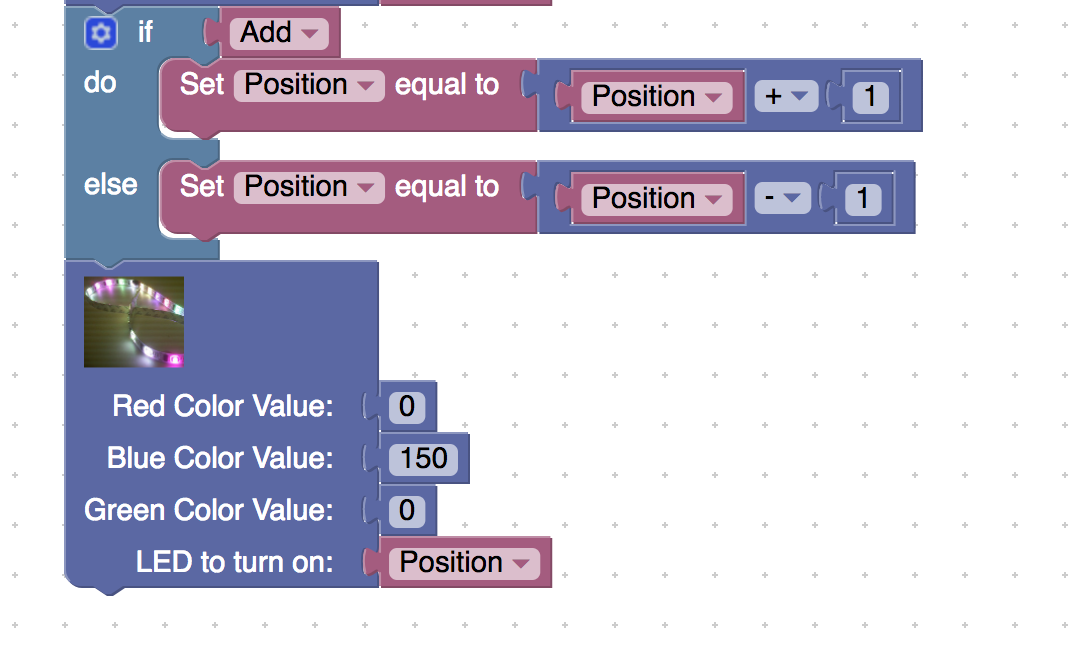 if Add
do Set Position equal to Position + 1
else Set Position equal to Position - 1
Red Color Value: 0
Blue Color Value: 150
Green Color Value: 0
LED to turn on: Position